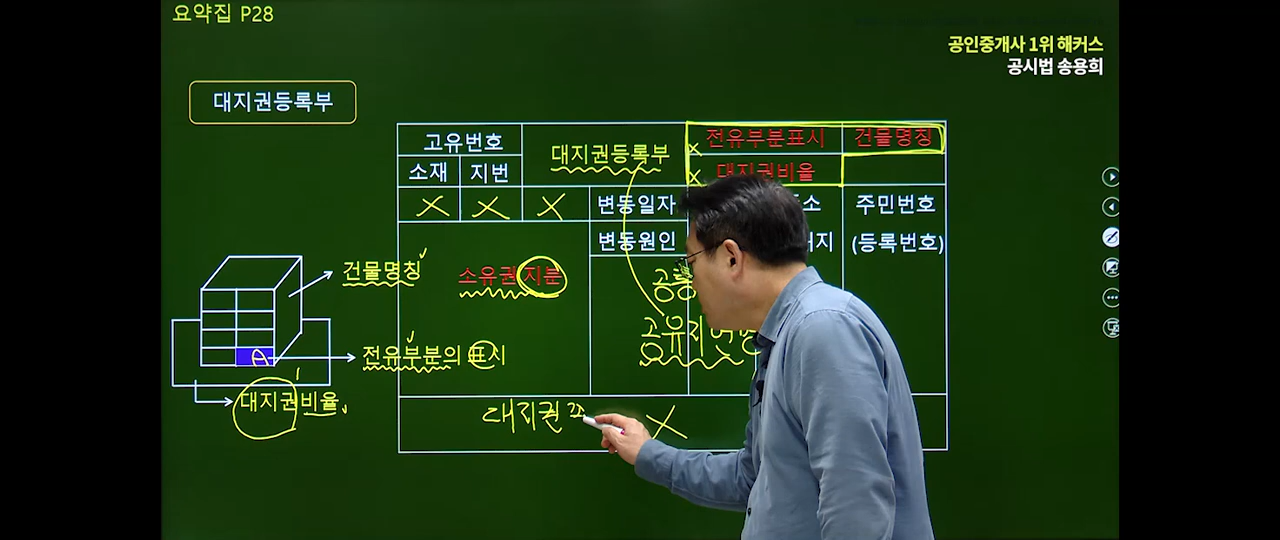 요약집 P28
공인중개사 1위 해커스
공시법 송용희
대지권등록부
고유번호
대지권등록부
전유부분표시
건물명칭
소재
지번
대지권비율
변동일자
주민번호
변동원인
(등록번호)
건물명칭
소유권 지분
전유부분의 표시
A
대지권비율
대지권